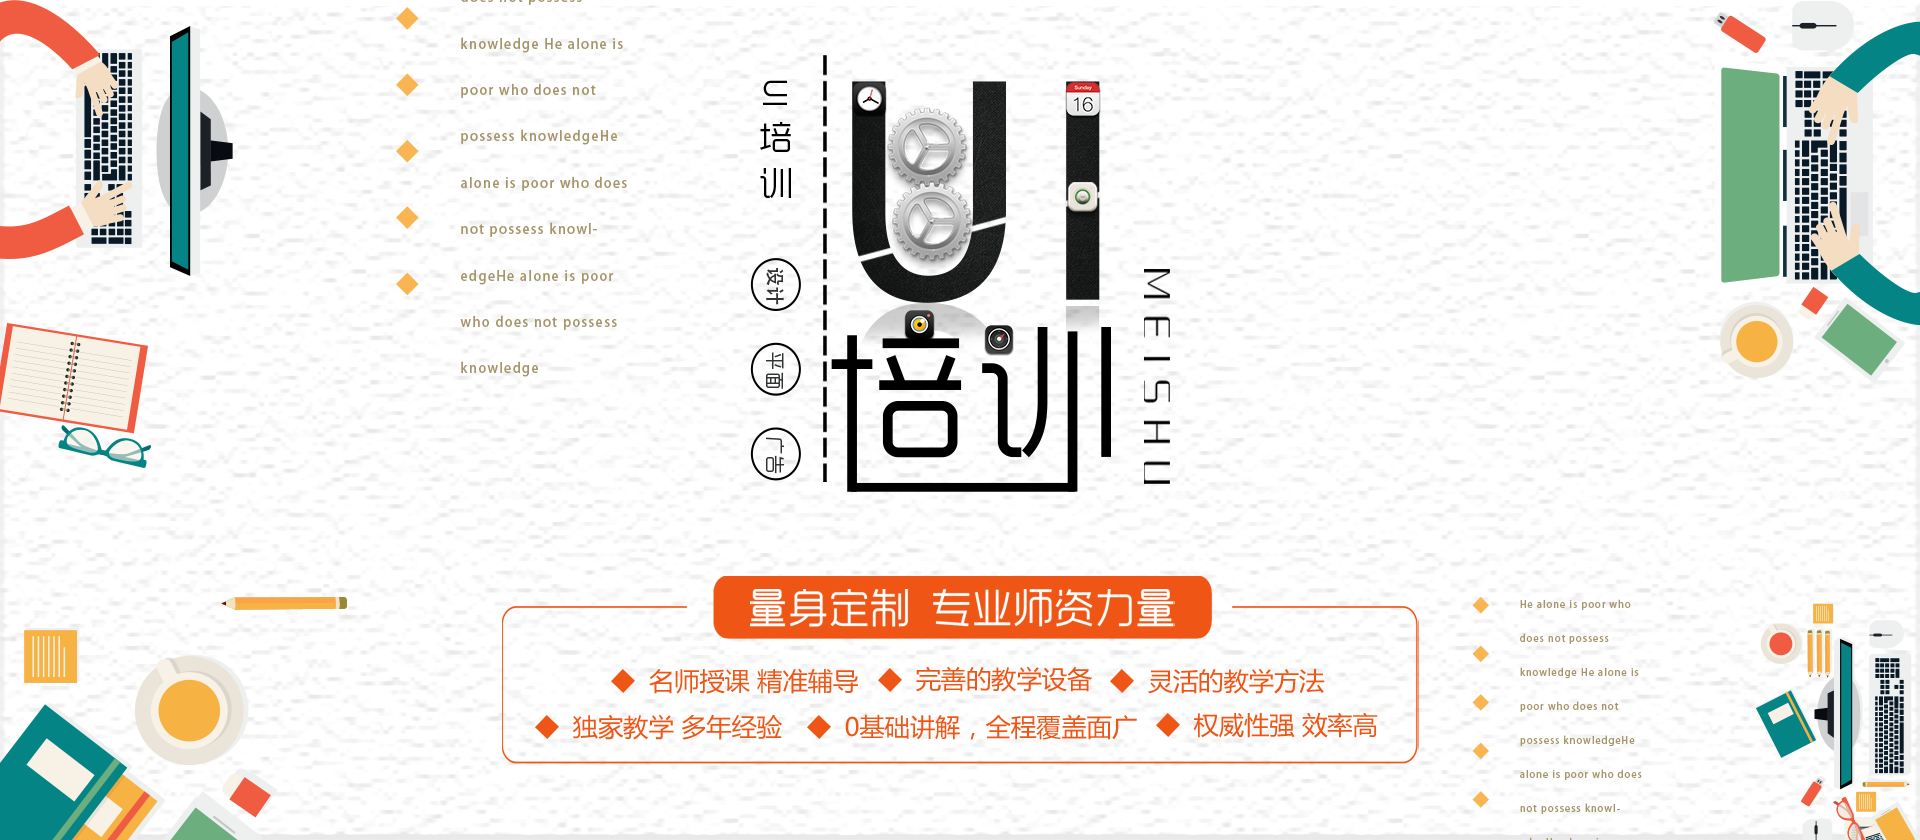 does not possess
knowledge He alone is
poor who does not
possess knowledgeHe
alone is poor who does
not possess knowl-
edgeHe alone is poor
who does not possess
knowledge
UI培训
设计
平面
广告
UI
Sunday
16
培训
MEISHU
量身定制 专业师资力量
名师授课 精准辅导
完善的教学设备
灵活的教学方法
独家教学 多年经验
0基础讲解，全程覆盖面广
权威性强 效率高
He alone is poor who
does not possess
knowledge He alone is
poor who does not
possess knowledgeHe
alone is poor who does
not possess knowl-